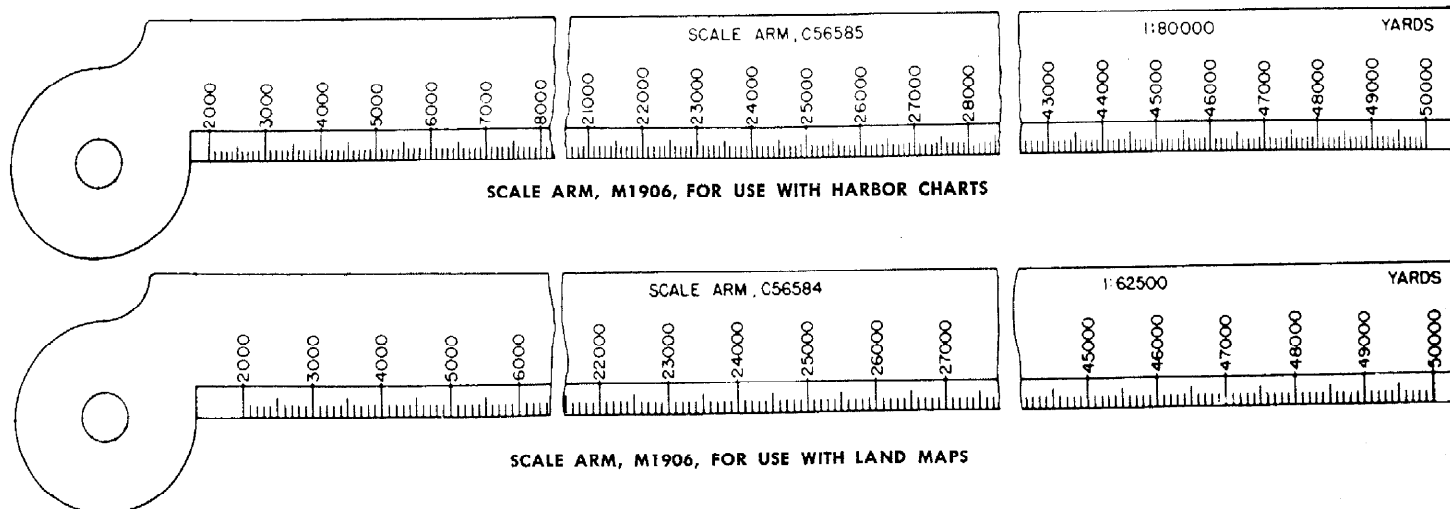 SCALE ARM, C56585 1:80000 YARDS
2000 3000 4000 5000 6000 7000 8000 21000 22000 23000 24000 25000 26000 27000 28000 43000 44000 45000 46000 47000 48000 49000 50000
SCALE ARM, M1906, FOR USE WITH HARBOR CHARTS
SCALE ARM, C56584 1:62500 YARDS
2000 3000 4000 5000 6000 22000 23000 24000 25000 26000 27000 45000 46000 47000 48000 49000 50000
SCALE ARM, M1906, FOR USE WITH LAND MAPS